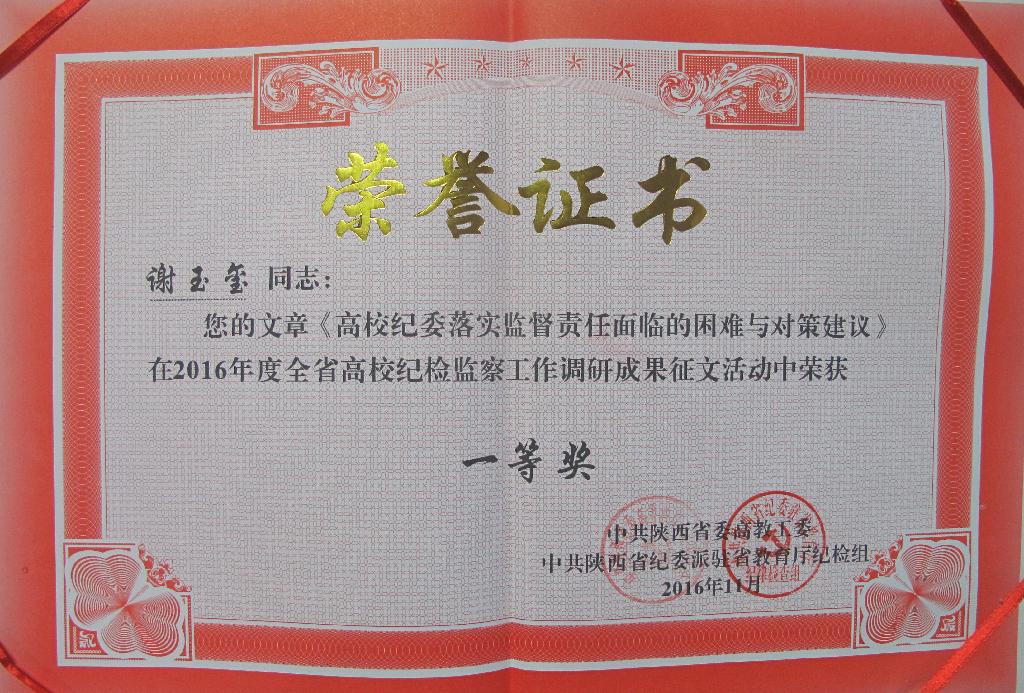 荣誉证书
谢玉玺 同志：
您的文章《高校纪委落实监督责任面临的困难与对策建议》
在2016年度全省高校纪检监察工作调研成果征文活动中荣获
一等奖
中共陕西省委高教工委
中共陕西省纪委派驻省教育厅纪检组
2016年11月